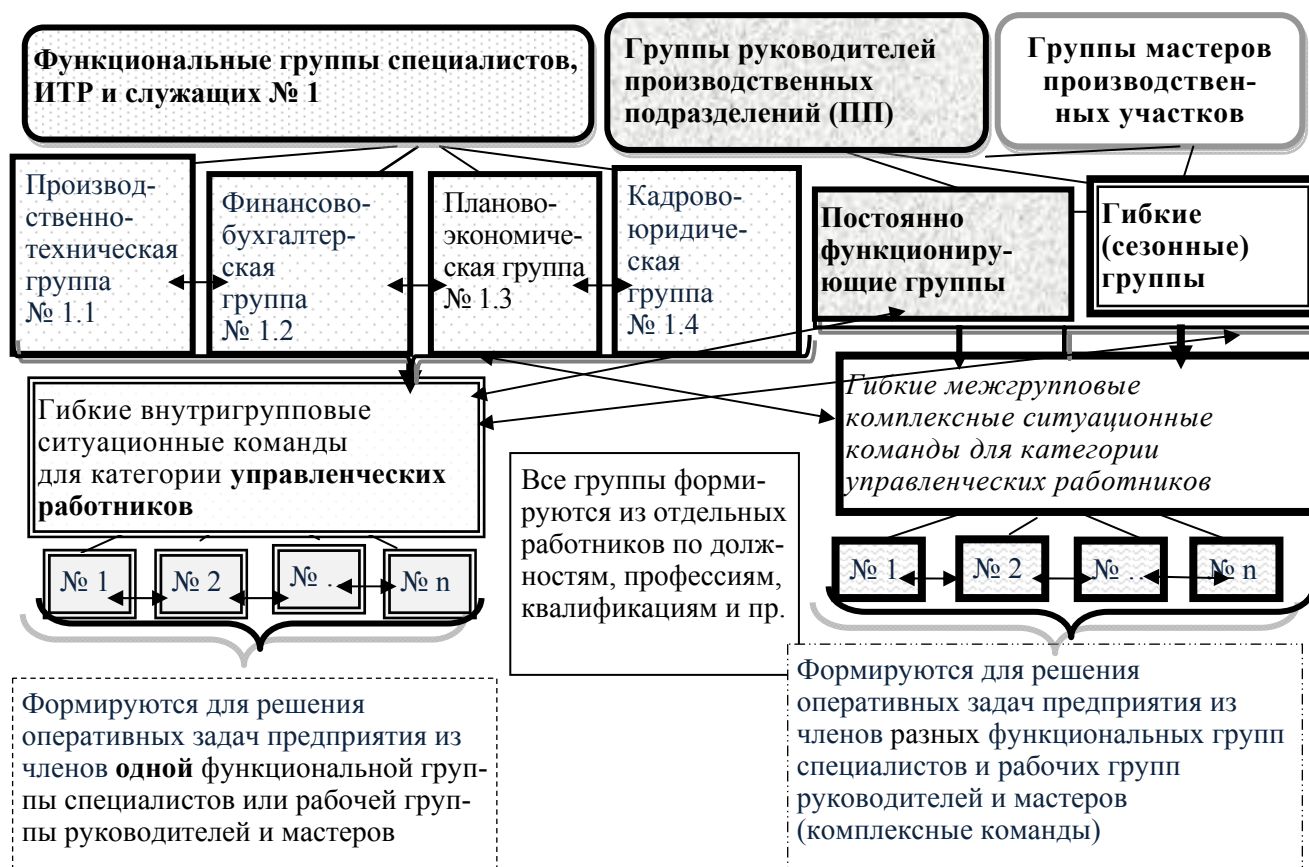 Функциональные группы специалистов,
ИТР и служащих № 1
Группы руководителей
производственных
подразделений (ПП)
Группы мастеров
производствен-
ных участков
Производ-
ственно-
техническая
группа
№ 1.1
Финансово-
бухгалтер-
ская
группа
№ 1.2
Планово-
экономиче-
ская группа
№ 1.3
Кадрово-
юридиче-
ская
группа
№ 1.4
Постоянно
функциониру-
ющие группы
Гибкие
(сезонные)
группы
Гибкие внутригрупповые
ситуационные команды
для категории управленческих
работников
Гибкие межгрупповые
комплексные ситуационные
команды для категории
управленческих работников
Все группы форми-
руются из отдельных
работников по долж-
ностям, профессиям,
квалификациям и пр.
№ 1
№ 2
№ ..
№ n
№ 1
№ 2
№ ..
№ n
Формируются для решения
оперативных задач предприятия из
членов одной функциональной груп-
пы специалистов или рабочей груп-
пы руководителей и мастеров
Формируются для решения
оперативных задач предприятия из
членов разных функциональных групп
специалистов и рабочих групп
руководителей и мастеров
(комплексные команды)